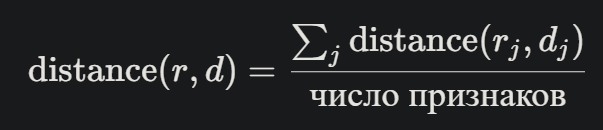 distance(r, d) = ∑_j distance(r_j, d_j)
число признаков